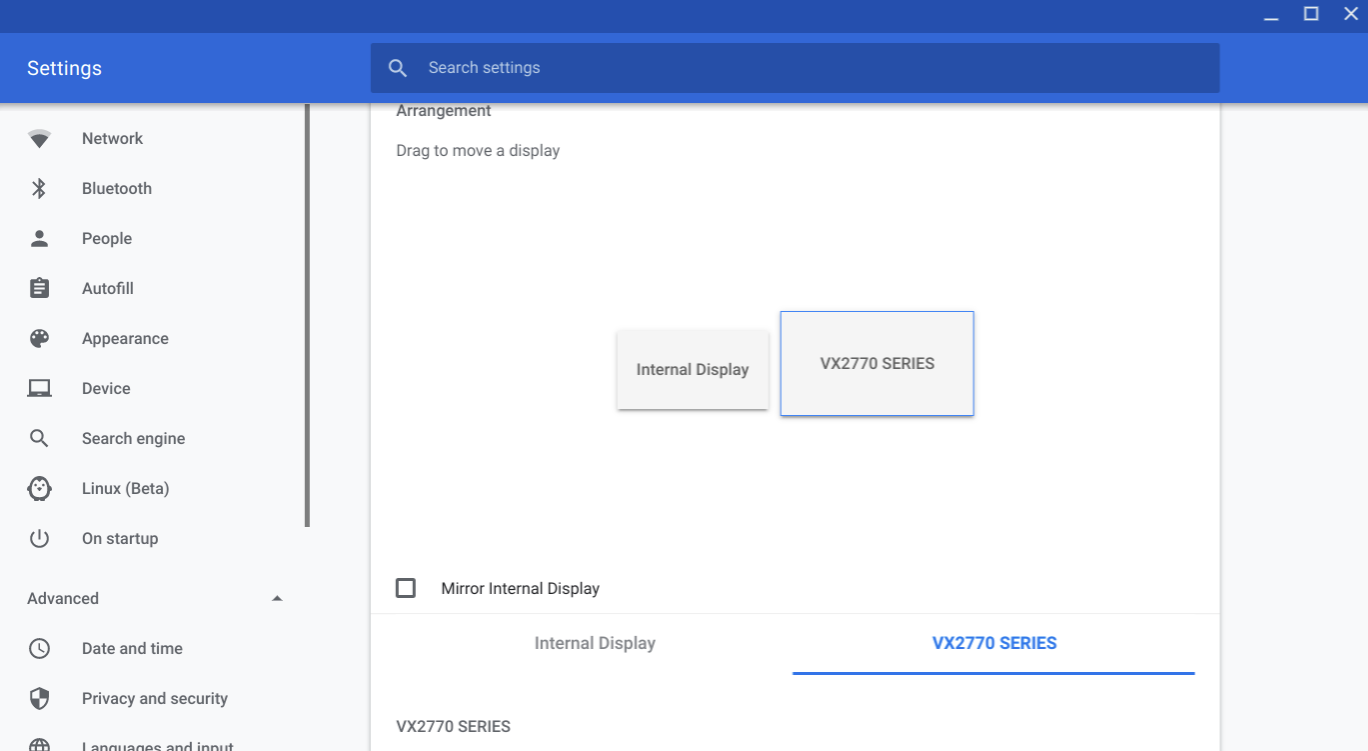 Settings
Search settings
Network
Bluetooth
People
Autofill
Appearance
Device
Search engine
Linux (Beta)
On startup
Advanced
Date and time
Privacy and security
Languages and input
Arrangement
Drag to move a display
Internal Display
VX2770 SERIES
Mirror Internal Display
Internal Display
VX2770 SERIES
VX2770 SERIES